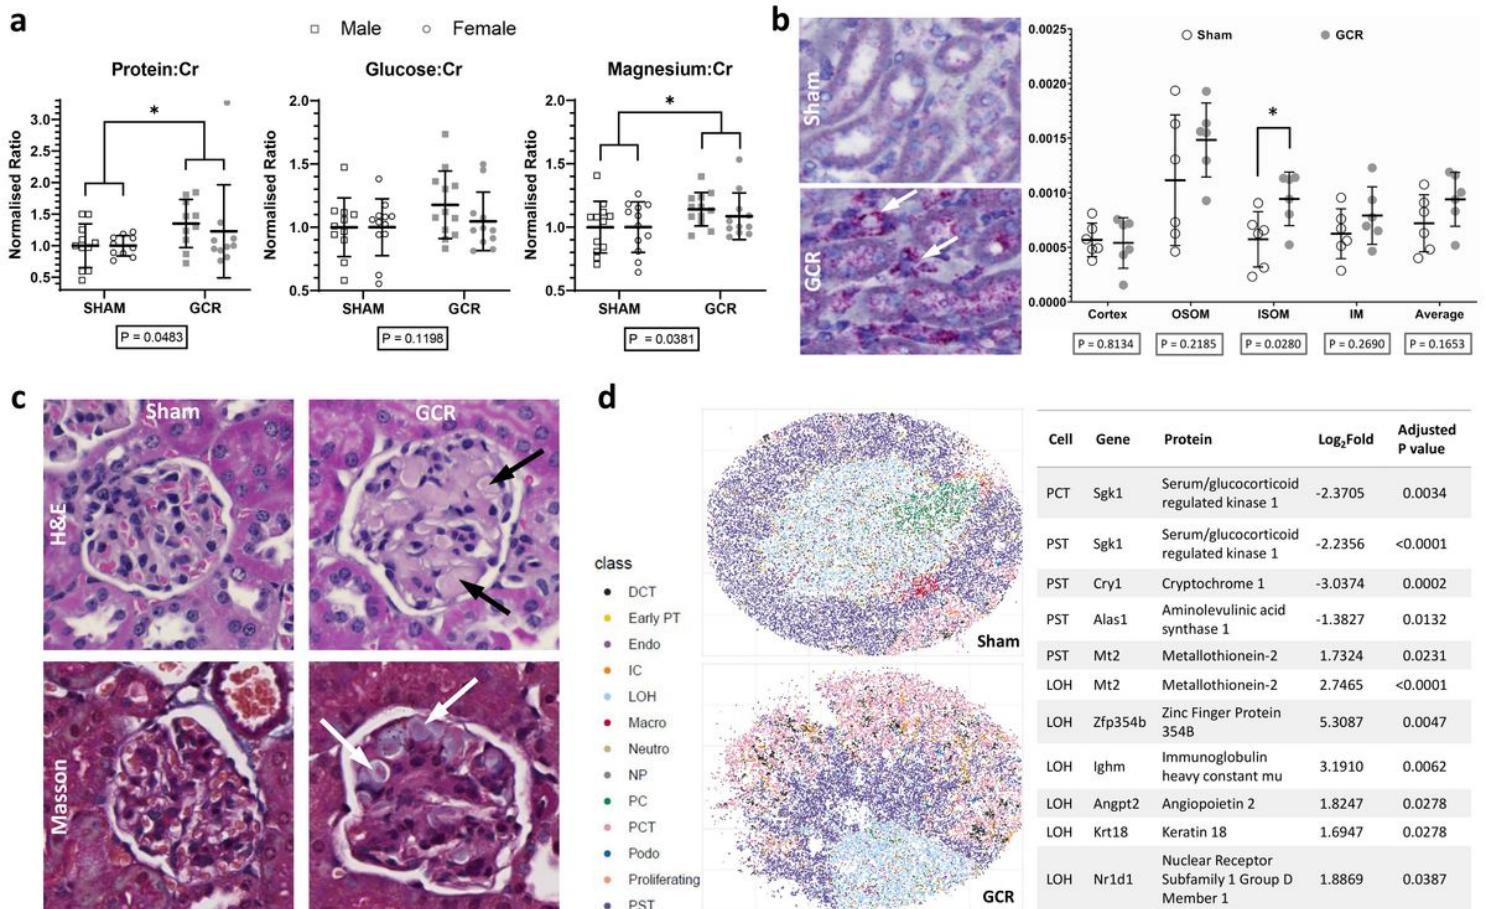 a
Male
Female
Protein:Cr
Glucose:Cr
Magnesium:Cr
Normalised Ratio
3.0
2.5
2.0
1.5
1.0
0.5
*
SHAM
GCR
P = 0.0483
Normalised Ratio
2.0
1.5
1.0
0.5
SHAM
GCR
P = 0.1198
Normalised Ratio
2.0
1.5
1.0
0.5
*
SHAM
GCR
P = 0.0381
b
Sham
GCR
Sham
GCR
0.0025
0.0020
0.0015
0.0010
0.0005
0.0000
*
Cortex
OSOM
ISOM
IM
Average
P = 0.8134
P = 0.2185
P = 0.0280
P = 0.2690
P = 0.1653
c
Sham
GCR
H&E
Masson
d
class
DCT
Early PT
Endo
IC
LOH
Macro
Neutro
NP
PC
PCT
Podo
Proliferating
PST
Sham
GCR
Cell Gene Protein Log2Fold Adjusted
P value
PCT Sgk1 Serum/glucocorticoid
regulated kinase 1 -2.3705 0.0034
PST Sgk1 Serum/glucocorticoid
regulated kinase 1 -2.2356 <0.0001
PST Cry1 Cryptochrome 1 -3.0374 0.0002
PST Alas1 Aminolevulinic acid
synthase 1 -1.3827 0.0132
PST Mt2 Metallothionein-2 1.7324 0.0231
LOH Mt2 Metallothionein-2 2.7465 <0.0001
LOH Zfp354b Zinc Finger Protein
354B 5.3087 0.0047
LOH Ighm Immunoglobulin
heavy constant mu 3.1910 0.0062
LOH Angpt2 Angiopoietin 2 1.8247 0.0278
LOH Krt18 Keratin 18 1.6947 0.0278
LOH Nr1d1 Nuclear Receptor
Subfamily 1 Group D
Member 1 1.8869 0.0387